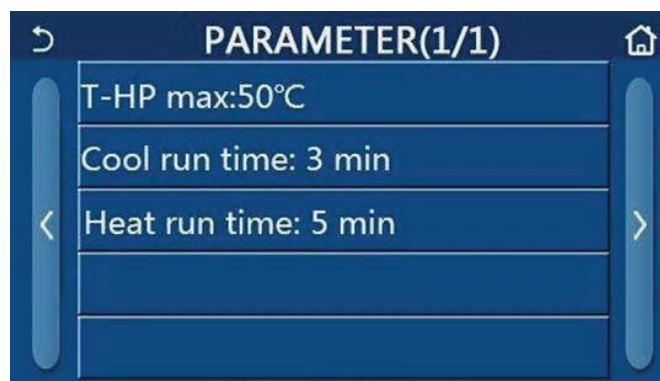 PARAMETER(1/1)
T-HP max:50℃
Cool run time: 3 min
Heat run time: 5 min